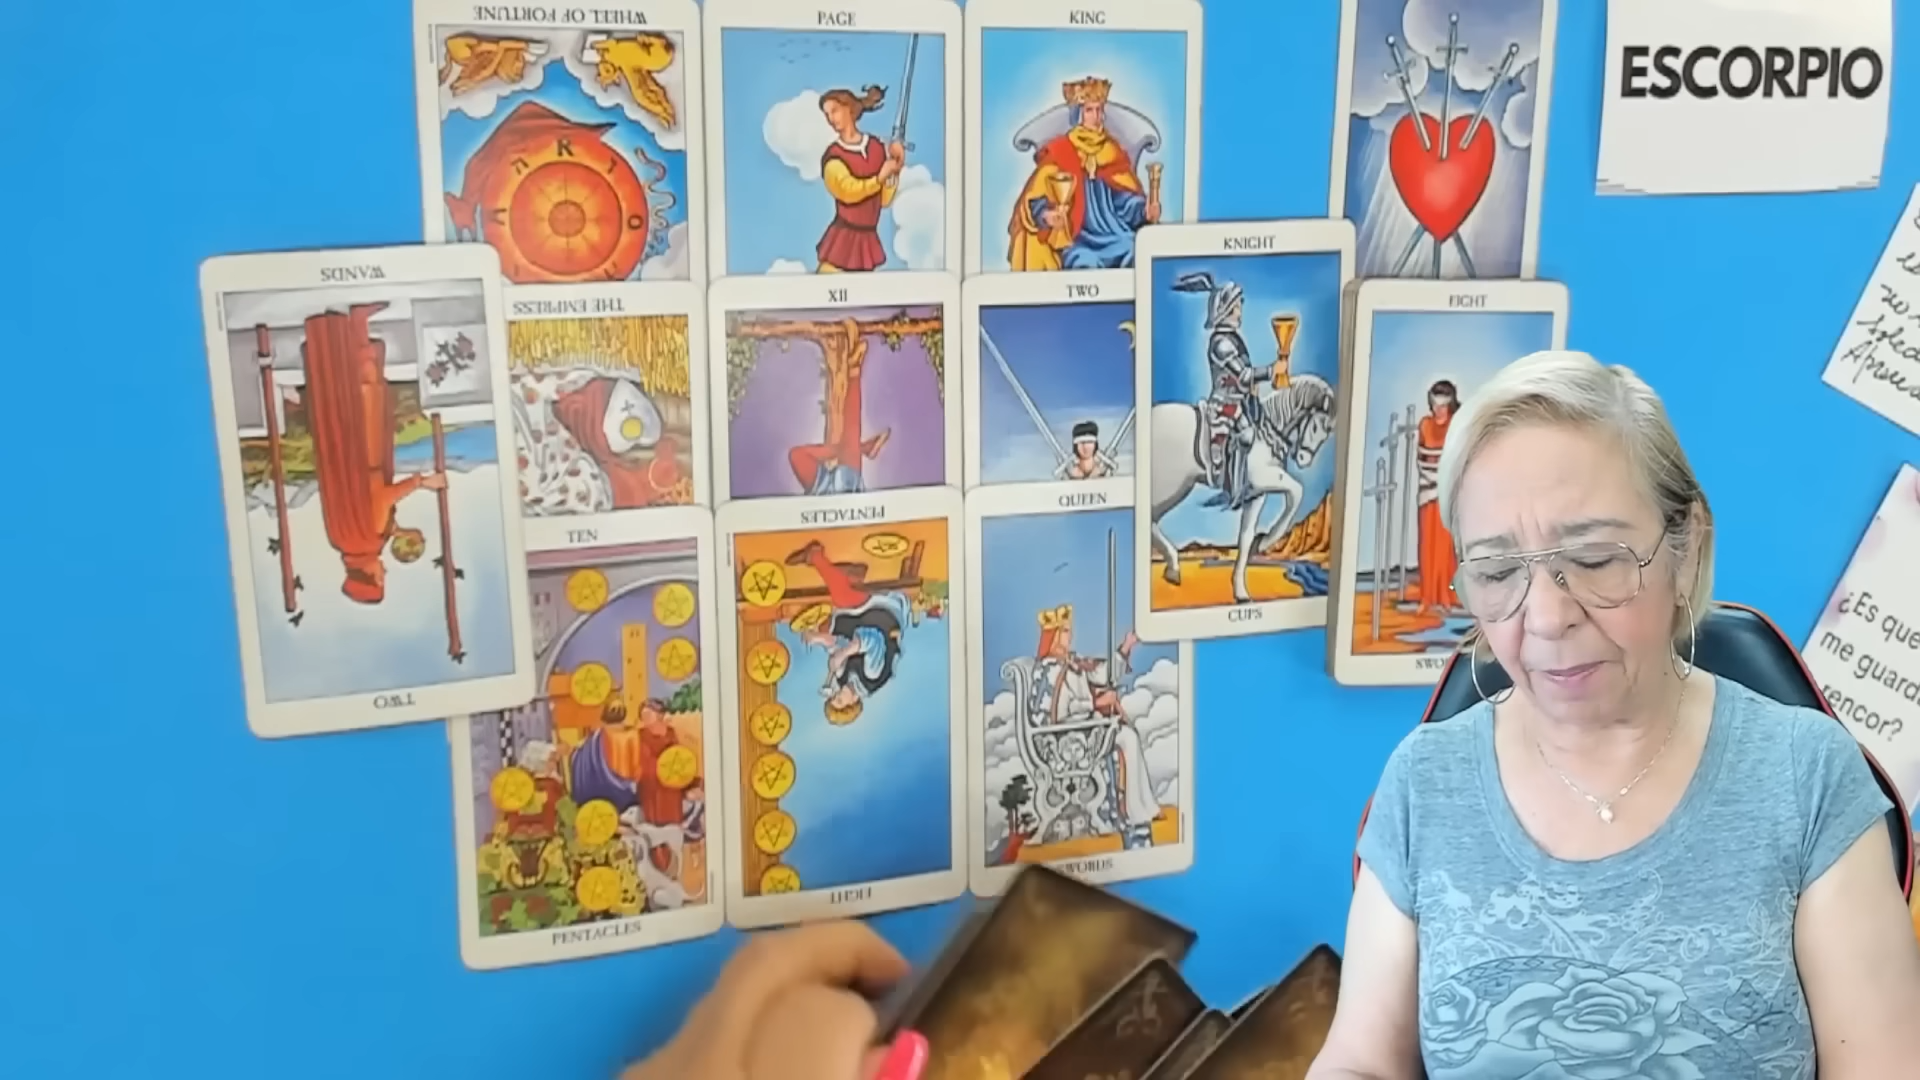 WHEEL OF FORTUNE
PAGE
KING
ESCORPIO
WANDS
TWO
THE EMPRESS
XII
TWO
KNIGHT
CUPS
EIGHT
TEN
PENTACLES
PENTACLES
EIGHT
QUEEN
SWORDS
¿Es que
me guard
rencor?